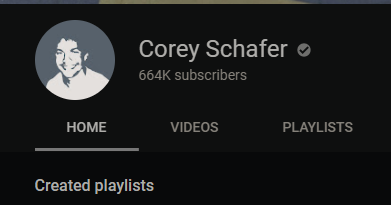 Corey Schafer
664K subscribers
HOME VIDEOS PLAYLISTS
Created playlists